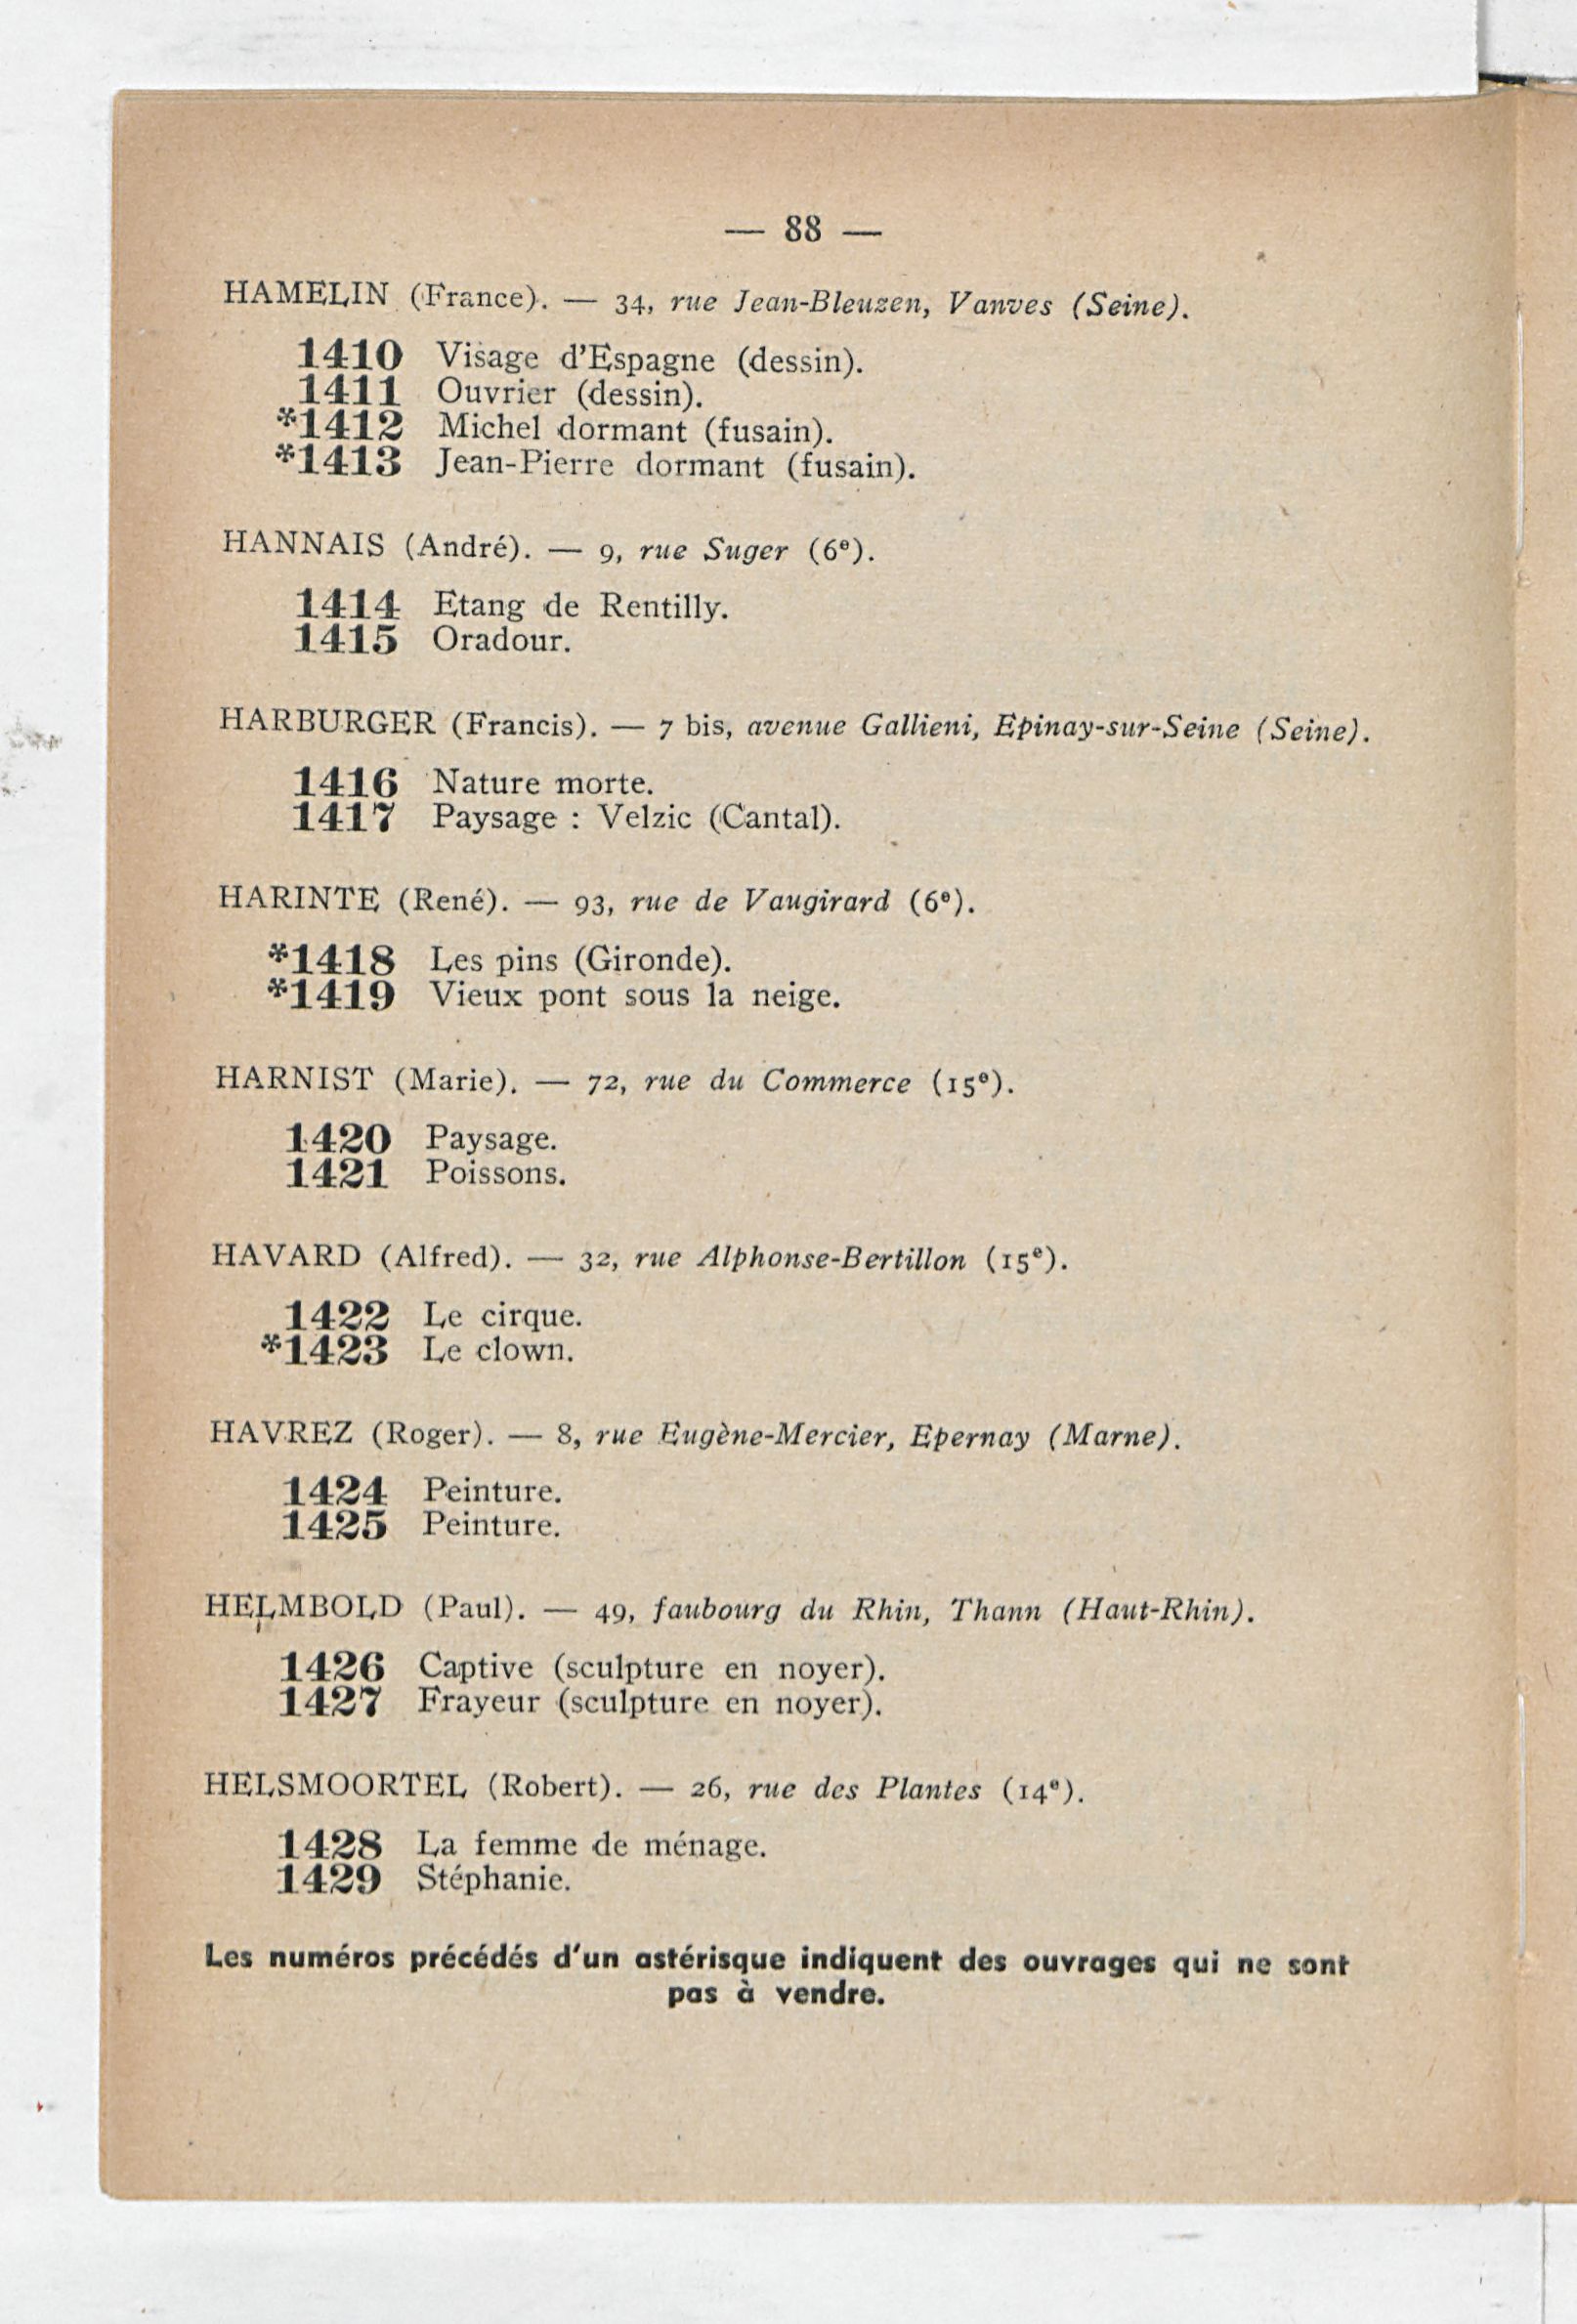 — 88 —
HAMELIN (France). — 34, rue Jean-Bleuzen, Vanves (Seine).
1410 Visage d'Espagne (dessin).
1411 Ouvrier (dessin).
*1412 Michel dormant (fusain).
*1413 Jean-Pierre dormant (fusain).
HANNAIS (André). — 9, rue Suger (6e).
1414 Etang de Rentilly.
1415 Oradour.
HARBURGER (Francis). — 7 bis, avenue Gallieni, Epinay-sur-Seine (Seine).
1416 Nature morte.
1417 Paysage : Velzic (Cantal).
HARINTE (René). — 93, rue de Vaugirard (6e).
*1418 Les pins (Gironde).
*1419 Vieux pont sous la neige.
HARNIST (Marie). — 72, rue du Commerce (15e).
1420 Paysage.
1421 Poissons.
HAVARD (Alfred). — 32, rue Alphonse-Bertillon (15e).
1422 Le cirque.
*1423 Le clown.
HAVREZ (Roger). — 8, rue Eugène-Mercier, Epernay (Marne).
1424 Peinture.
1425 Peinture.
HELMBOLD (Paul). — 49, faubourg du Rhin, Thann (Haut-Rhin).
1426 Captive (sculpture en noyer).
1427 Frayeur (sculpture en noyer).
HELSMOORTEL (Robert). — 26, rue des Plantes (14e).
1428 La femme de ménage.
1429 Stéphanie.
Les numéros précédés d'un astérisque indiquent des ouvrages qui ne sont
pas à vendre.